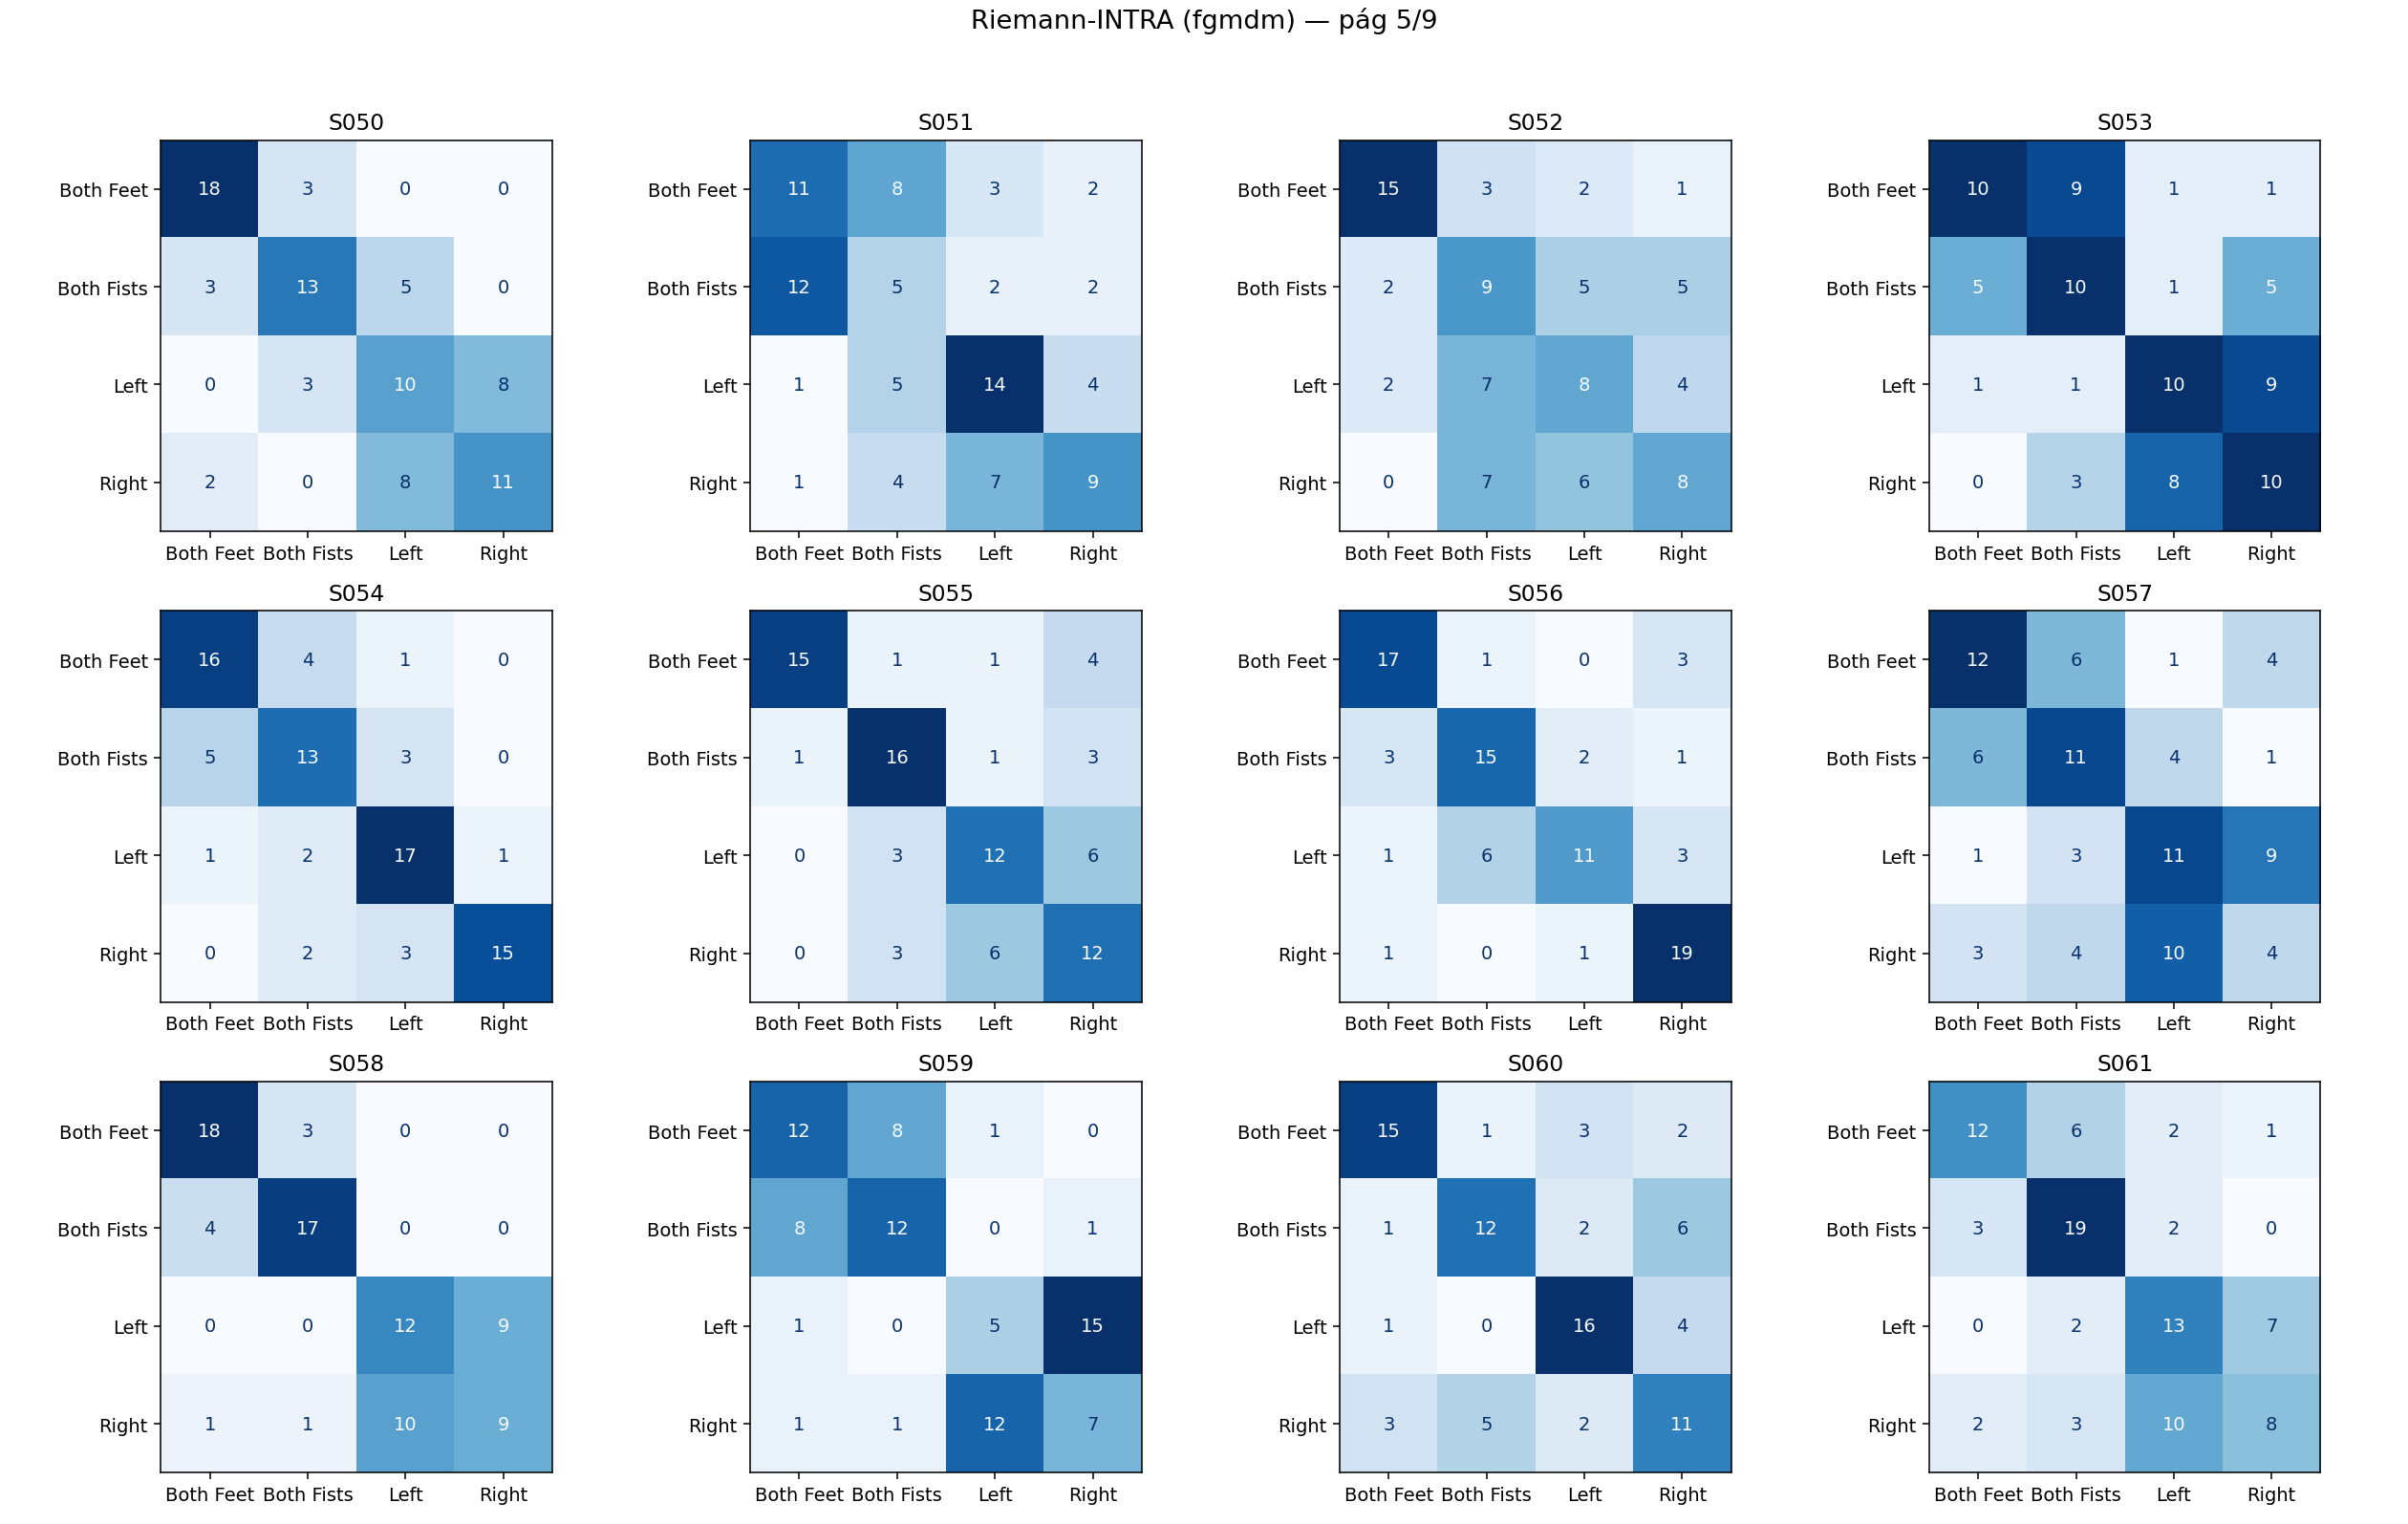 Riemann-INTRA (fgmdm) — pág 5/9
S050 S051 S052 S053
Both Feet 18 3 0 0 Both Feet 11 8 3 2 Both Feet 15 3 2 1 Both Feet 10 9 1 1
Both Fists 3 13 5 0 Both Fists 12 5 2 2 Both Fists 2 9 5 5 Both Fists 5 10 1 5
Left 0 3 10 8 Left 1 5 14 4 Left 2 7 8 4 Left 1 1 10 9
Right 2 0 8 11 Right 1 4 7 9 Right 0 7 6 8 Right 0 3 8 10
Both Feet Both Fists Left Right Both Feet Both Fists Left Right Both Feet Both Fists Left Right Both Feet Both Fists Left Right
S054 S055 S056 S057
Both Feet 16 4 1 0 Both Feet 15 1 1 4 Both Feet 17 1 0 3 Both Feet 12 6 1 4
Both Fists 5 13 3 0 Both Fists 1 16 1 3 Both Fists 3 15 2 1 Both Fists 6 11 4 1
Left 1 2 17 1 Left 0 3 12 6 Left 1 6 11 3 Left 1 3 11 9
Right 0 2 3 15 Right 0 3 6 12 Right 1 0 1 19 Right 3 4 10 4
Both Feet Both Fists Left Right Both Feet Both Fists Left Right Both Feet Both Fists Left Right Both Feet Both Fists Left Right
S058 S059 S060 S061
Both Feet 18 3 0 0 Both Feet 12 8 1 0 Both Feet 15 1 3 2 Both Feet 12 6 2 1
Both Fists 4 17 0 0 Both Fists 8 12 0 1 Both Fists 1 12 2 6 Both Fists 3 19 2 0
Left 0 0 12 9 Left 1 0 5 15 Left 1 0 16 4 Left 0 2 13 7
Right 1 1 10 9 Right 1 1 12 7 Right 3 5 2 11 Right 2 3 10 8
Both Feet Both Fists Left Right Both Feet Both Fists Left Right Both Feet Both Fists Left Right Both Feet Both Fists Left Right